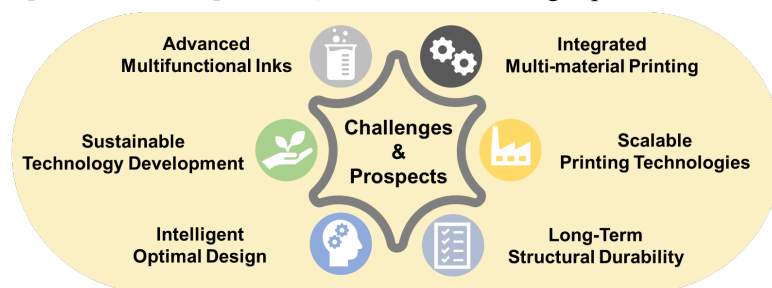 Advanced
Multifunctional Inks
Integrated
Multi-material Printing
Sustainable
Technology Development
Challenges
&
Prospects
Scalable
Printing Technologies
Intelligent
Optimal Design
Long-Term
Structural Durability